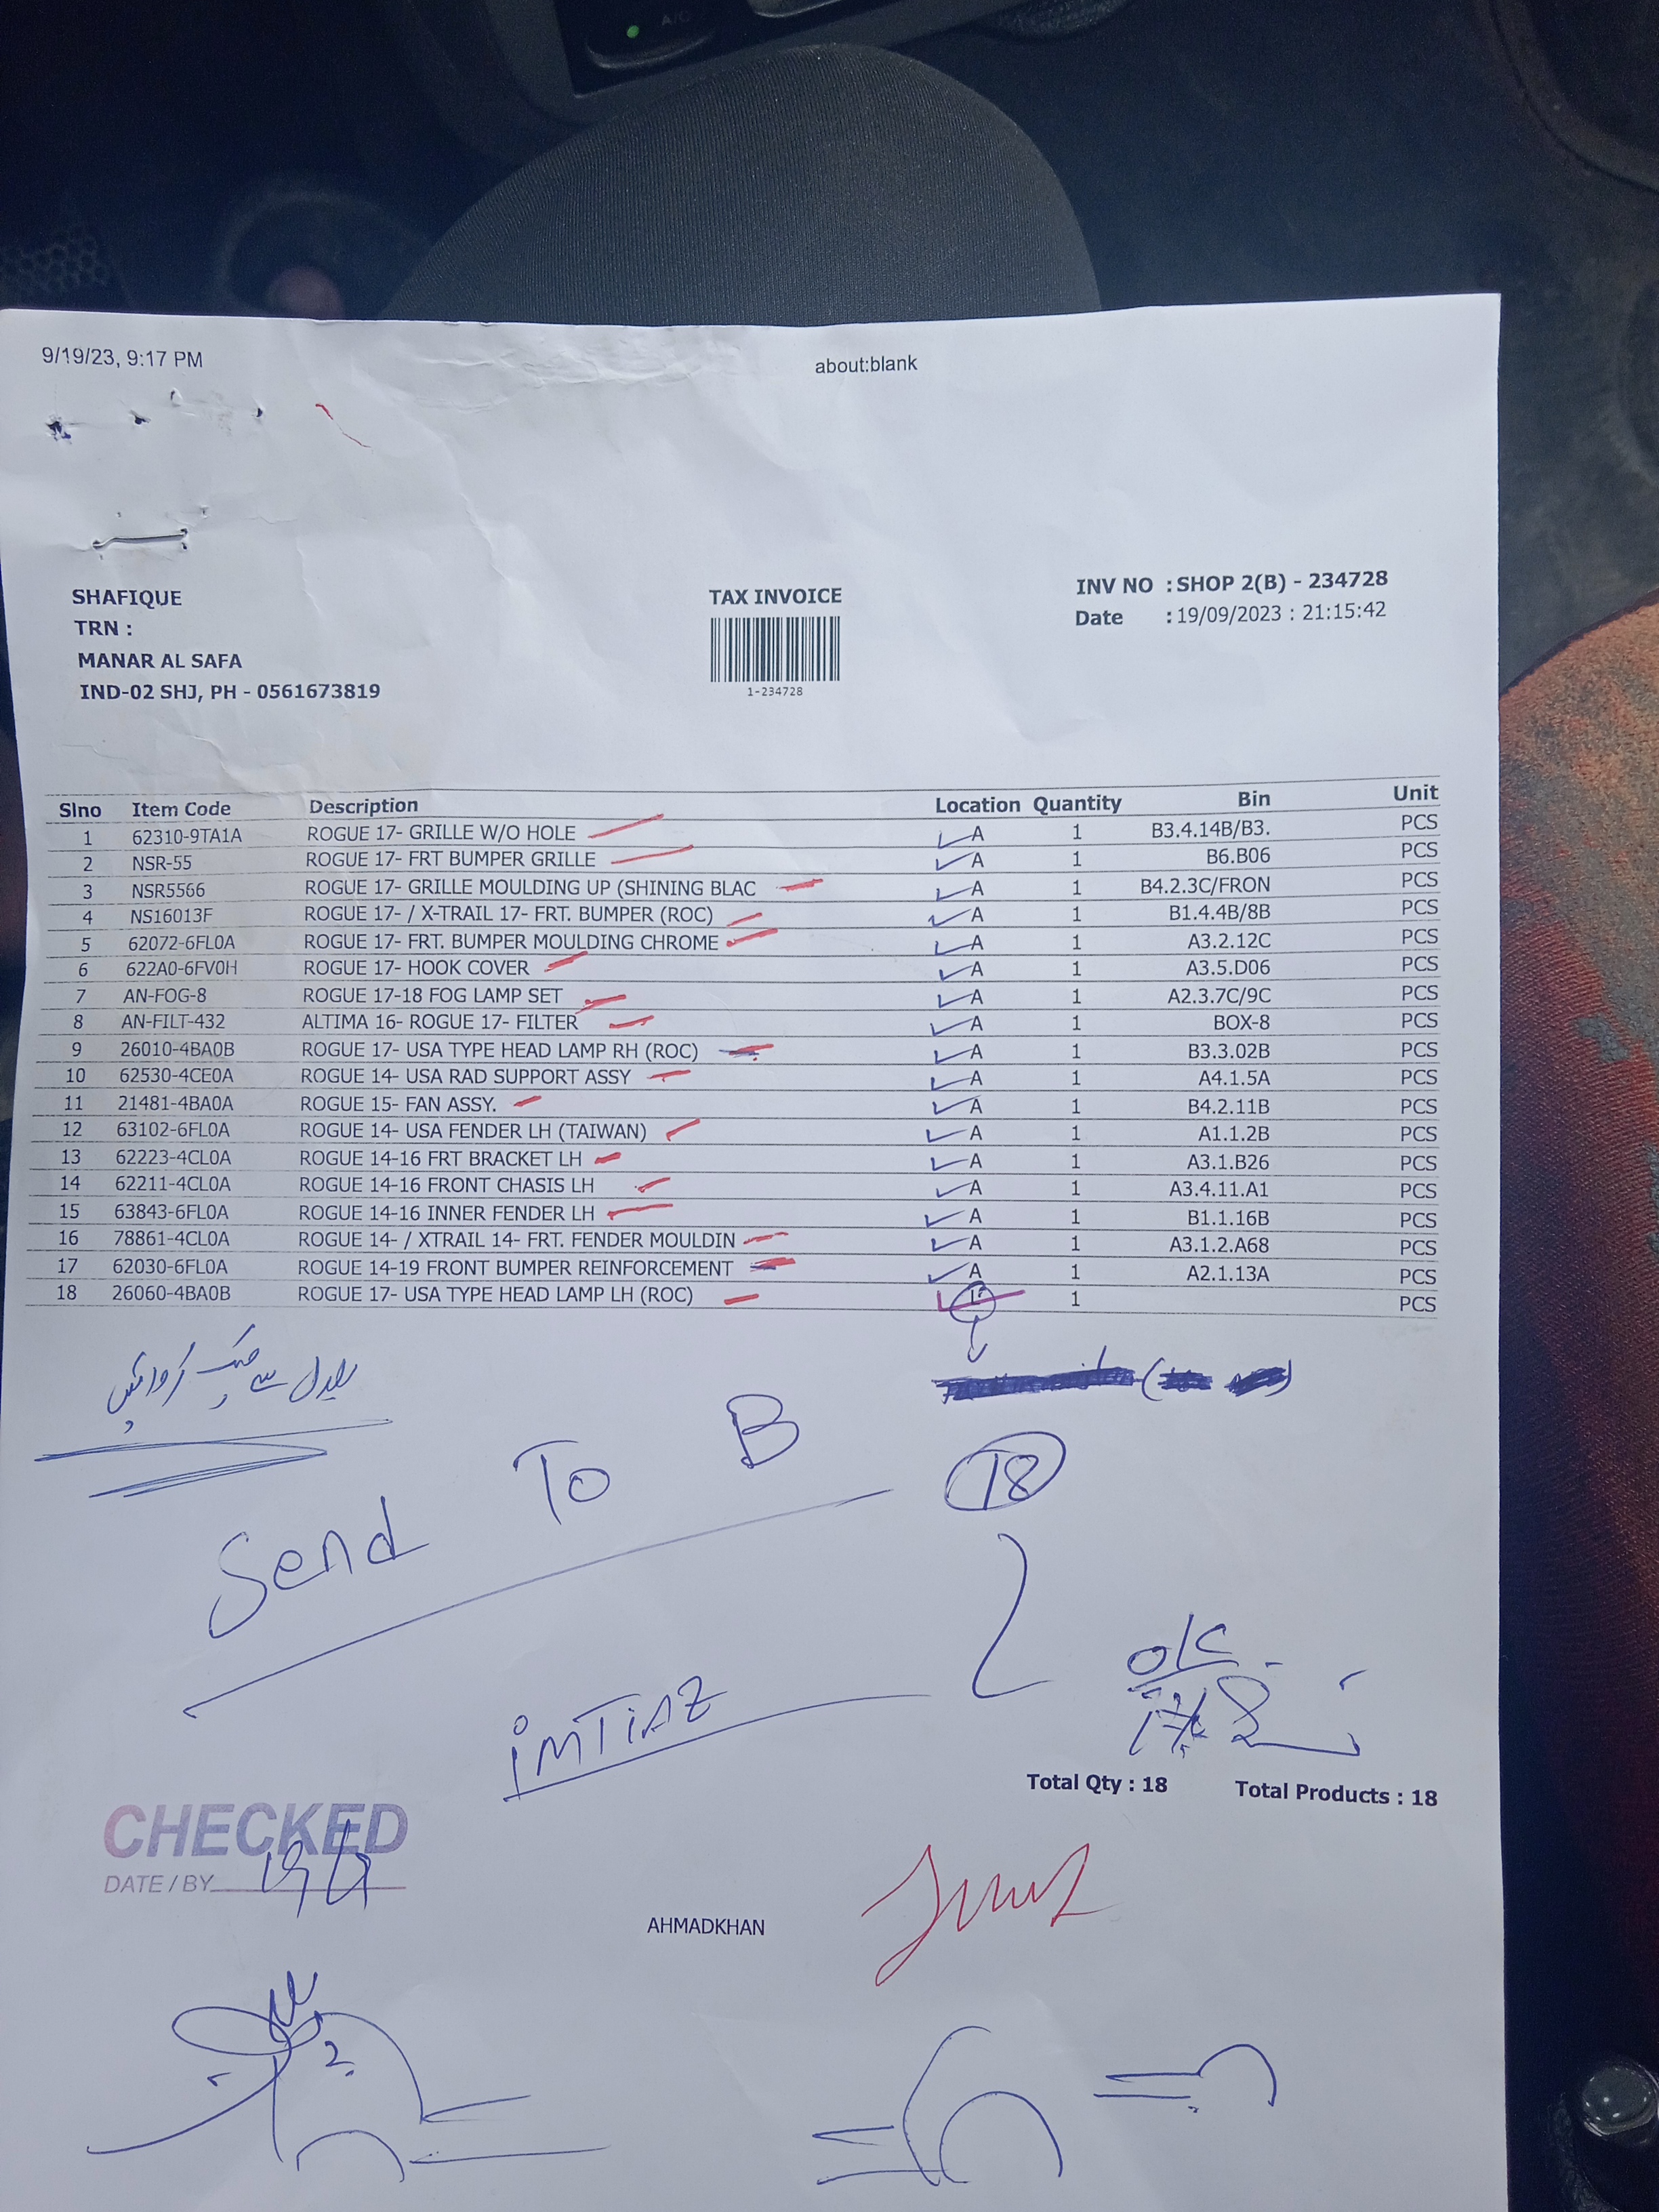 A/C
9/19/23, 9:17 PM about:blank
SHAFIQUE TAX INVOICE INV NO : SHOP 2(B) - 234728
TRN : Date : 19/09/2023 : 21:15:42
MANAR AL SAFA
IND-02 SHJ, PH - 0561673819 1-234728
Slno Item Code Description Location Quantity Bin Unit
1 62310-9TA1A ROGUE 17- GRILLE W/O HOLE A 1 B3.4.14B/B3. PCS
2 NSR-55 ROGUE 17- FRT BUMPER GRILLE A 1 B6.B06 PCS
3 NSR5566 ROGUE 17- GRILLE MOULDING UP (SHINING BLAC A 1 B4.2.3C/FRON PCS
4 NS16013F ROGUE 17- / X-TRAIL 17- FRT. BUMPER (ROC) A 1 B1.4.4B/8B PCS
5 62072-6FL0A ROGUE 17- FRT. BUMPER MOULDING CHROME A 1 A3.2.12C PCS
6 622A0-6FV0H ROGUE 17- HOOK COVER A 1 A3.5.D06 PCS
7 AN-FOG-8 ROGUE 17-18 FOG LAMP SET A 1 A2.3.7C/9C PCS
8 AN-FILT-432 ALTIMA 16- ROGUE 17- FILTER A 1 BOX-8 PCS
9 26010-4BA0B ROGUE 17- USA TYPE HEAD LAMP RH (ROC) A 1 B3.3.02B PCS
10 62530-4CE0A ROGUE 14- USA RAD SUPPORT ASSY A 1 A4.1.5A PCS
11 21481-4BA0A ROGUE 15- FAN ASSY. A 1 B4.2.11B PCS
12 63102-6FL0A ROGUE 14- USA FENDER LH (TAIWAN) A 1 A1.1.2B PCS
13 62223-4CL0A ROGUE 14-16 FRT BRACKET LH A 1 A3.1.B26 PCS
14 62211-4CL0A ROGUE 14-16 FRONT CHASIS LH A 1 A3.4.11.A1 PCS
15 63843-6FL0A ROGUE 14-16 INNER FENDER LH A 1 B1.1.16B PCS
16 78861-4CL0A ROGUE 14- / XTRAIL 14- FRT. FENDER MOULDIN A 1 A3.1.2.A68 PCS
17 62030-6FL0A ROGUE 14-19 FRONT BUMPER REINFORCEMENT A 1 A2.1.13A PCS
18 26060-4BA0B ROGUE 17- USA TYPE HEAD LAMP LH (ROC) 1 PCS
سے چیک کروائیں
Send To B
18
OK
iMTiAZ
Total Qty : 18 Total Products : 18
CHECKED
DATE / BY 19/9
AHMADKHAN